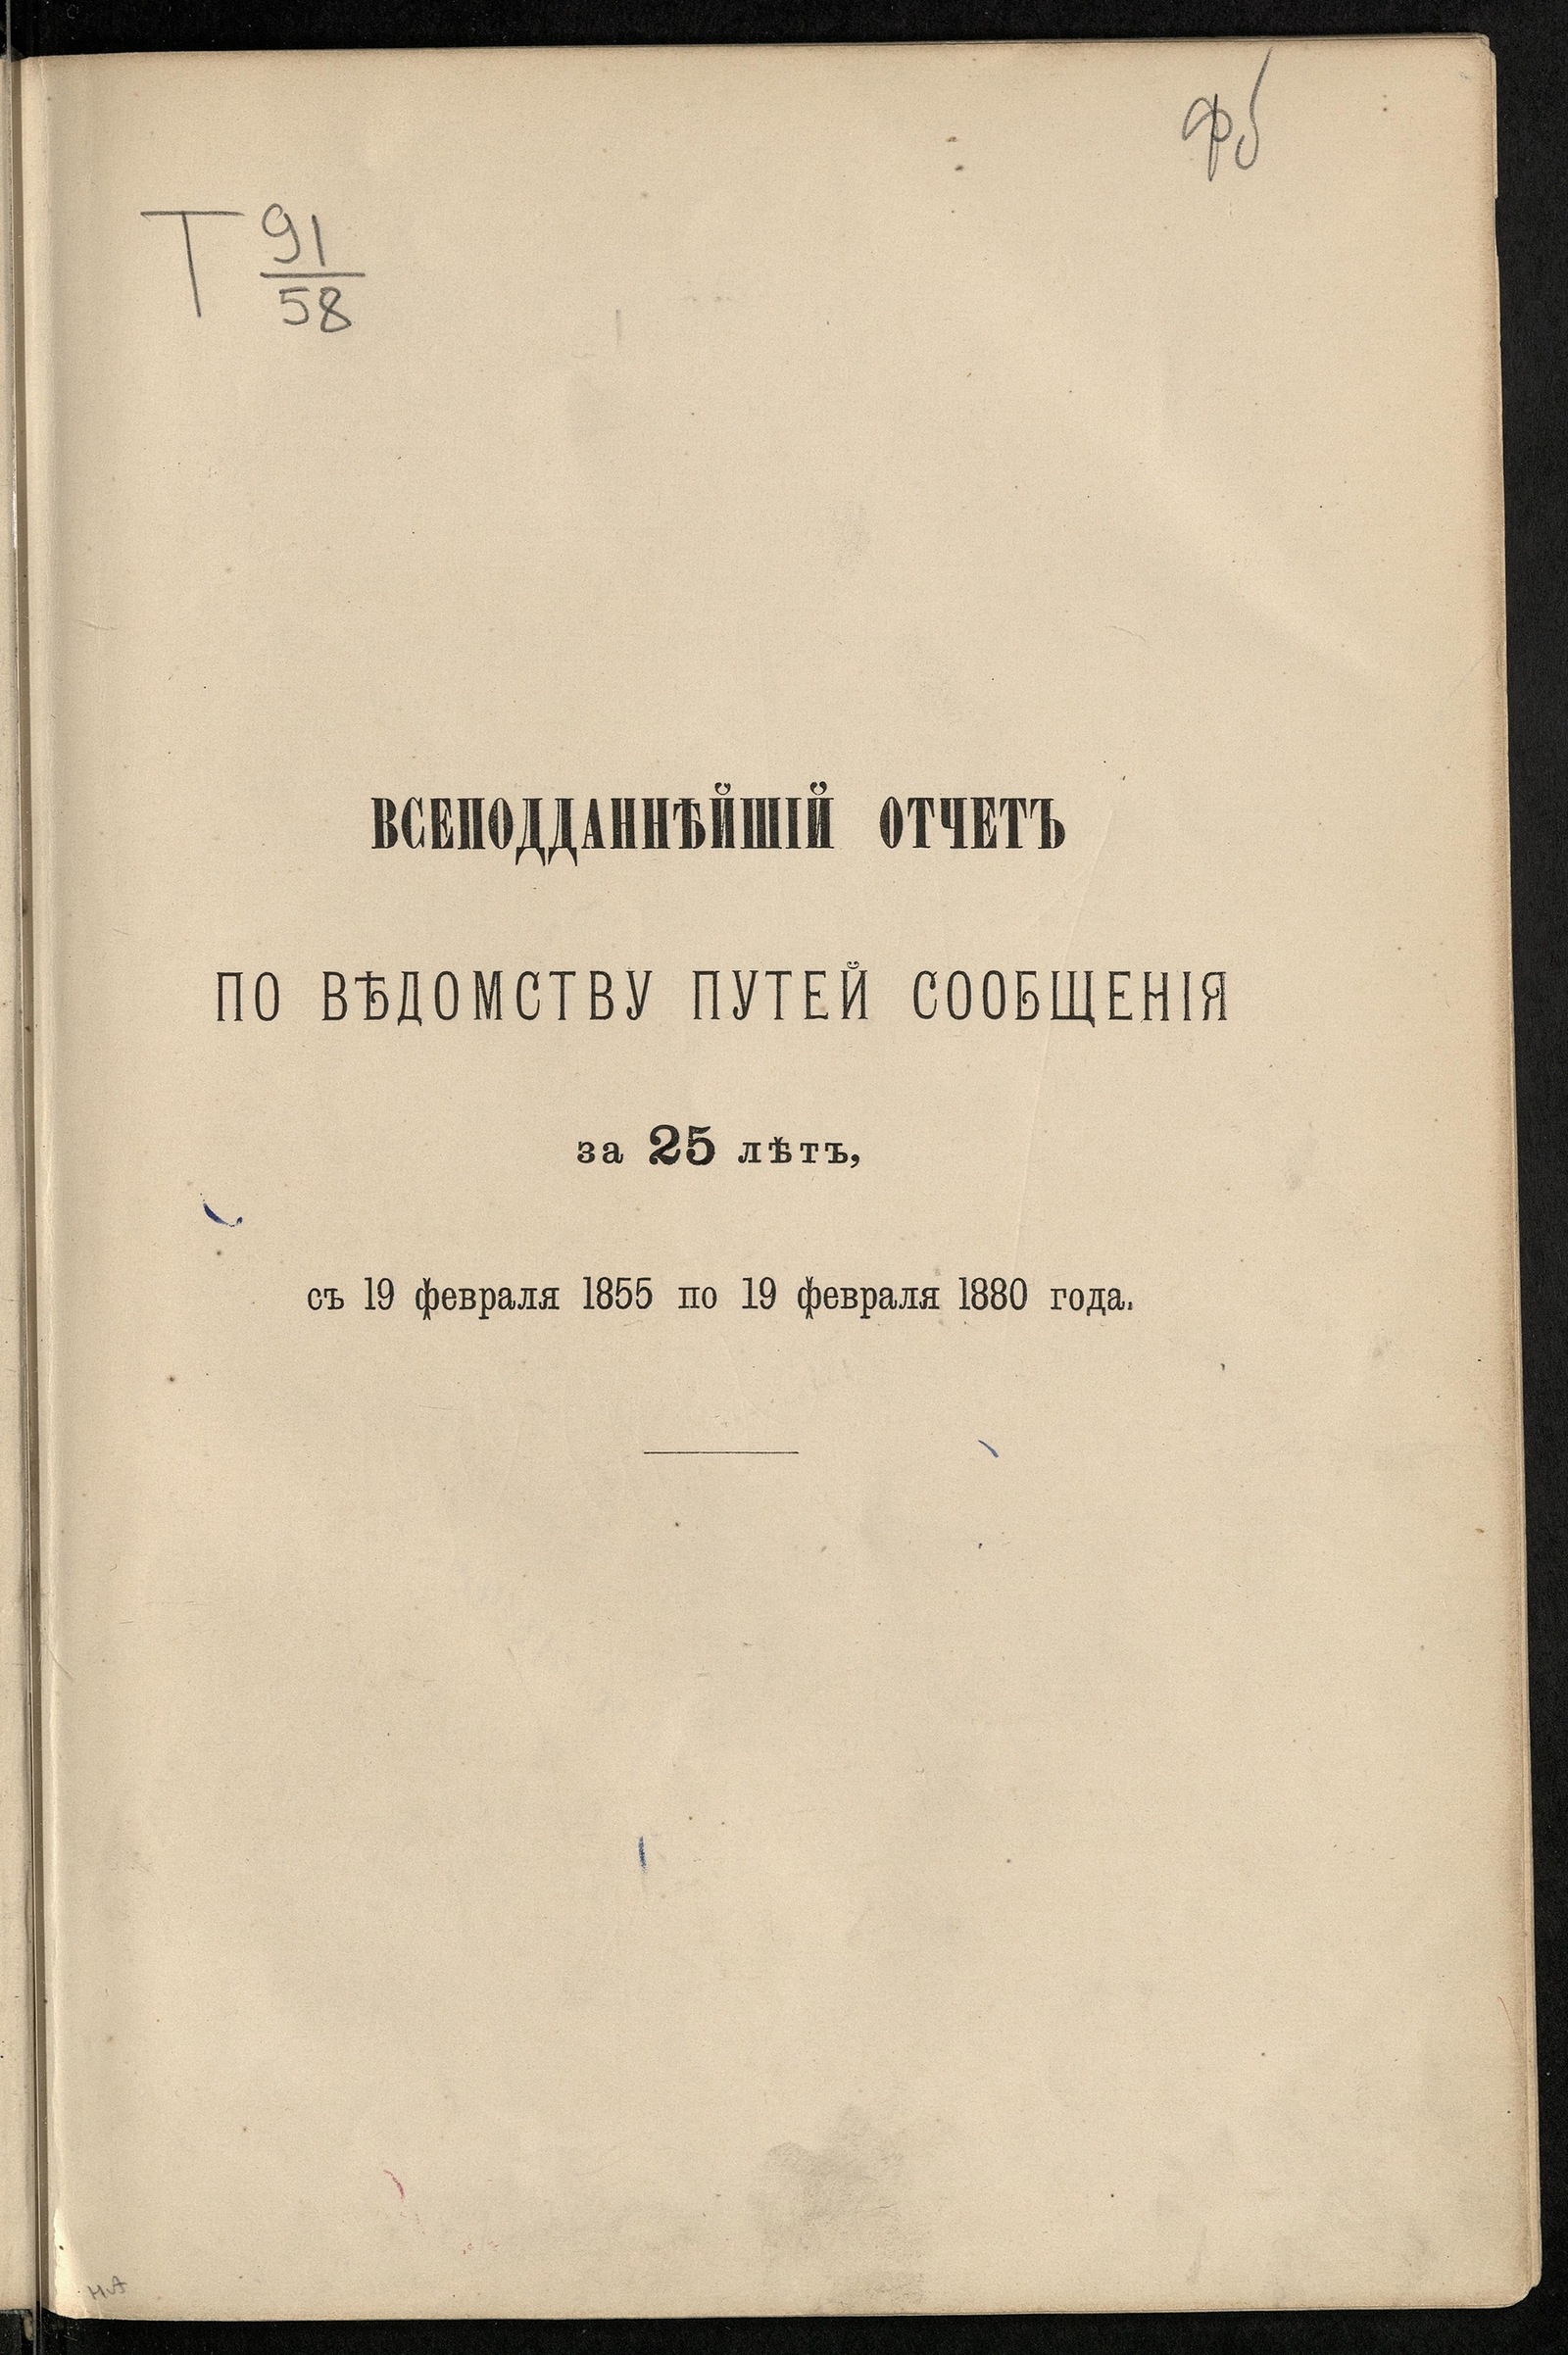 фб
Т 91
58
ВСЕПОДДАННѢЙШІЙ ОТЧЕТЪ
ПО ВѢДОМСТВУ ПУТЕЙ СООБЩЕНІЯ
за 25 лѣтъ,
съ 19 февраля 1855 по 19 февраля 1880 года.